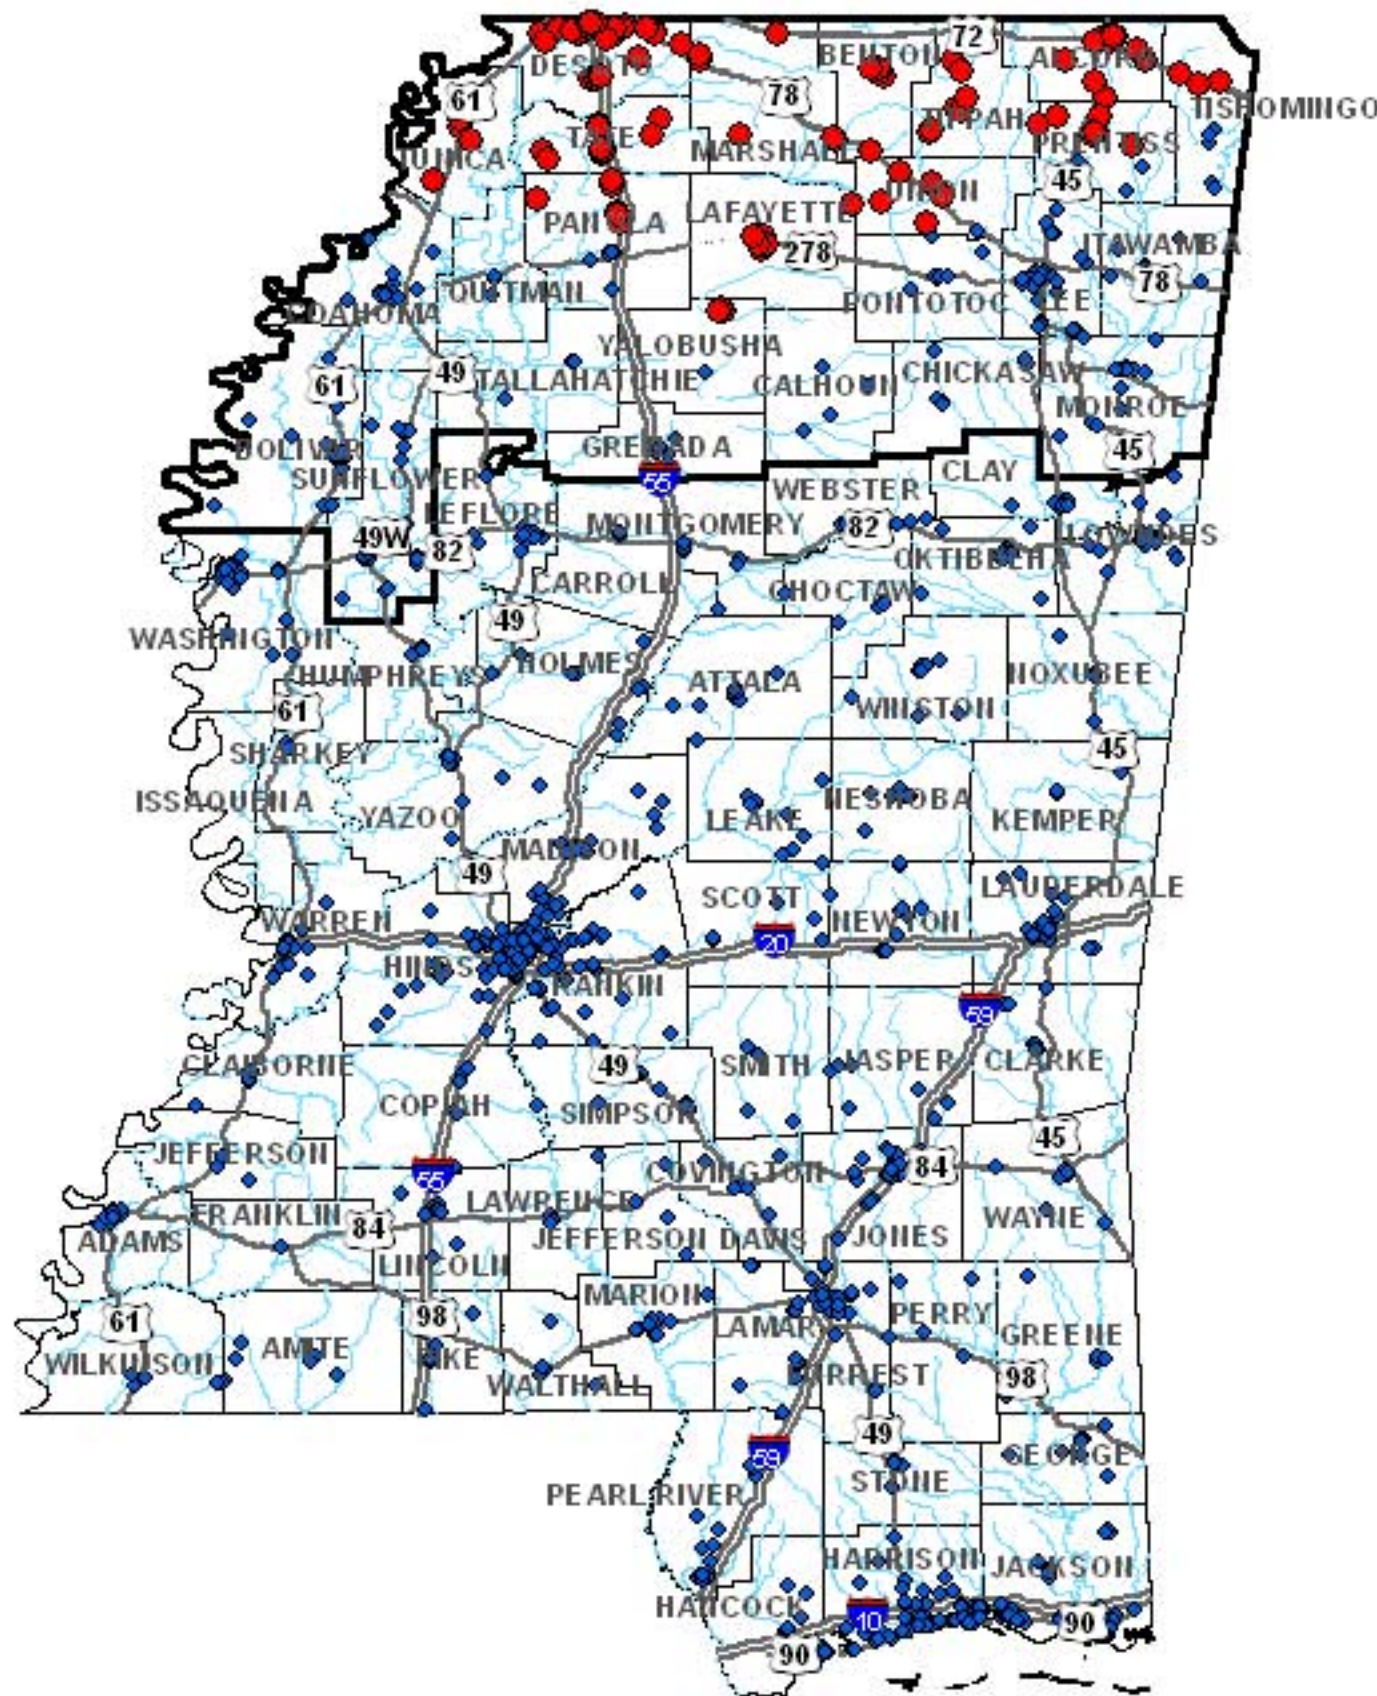 72
BENTON
ALCORN
DESOTO
78
61
TISHOMINGO
TIPPAH
TATE
PRENTISS
MARSHALL
TUNICA
45
UNION
LAFAYETTE
PANOLA
ITAWAMBA
278
78
QUITMAN
PONTOTOC
LEE
COAHOMA
YALOBUSHA
49
CHICKASAW
TALLAHATCHIE
CALHOUN
61
MONROE
GRENADA
BOLIVAR
45
CLAY
SUNFLOWER
55
WEBSTER
LEFLORE
MONTGOMERY
82
LOWNDES
49W
82
OKTIBBEHA
CARROLL
CHOCTAW
49
WASHINGTON
HOLMES
HUMPHREYS
NOXUBEE
ATTALA
61
WINSTON
SHARKEY
45
ISSAQUENA
NESHOBA
YAZOO
LEAKE
KEMPER
MADISON
49
LAUDERDALE
SCOTT
WARREN
NEWTON
20
HINDS
RANKIN
59
CLAIBORNE
49
SMITH
JASPER
CLARKE
COPIAH
SIMPSON
45
JEFFERSON
55
COVINGTON
84
LAWRENCE
FRANKLIN
84
WAYNE
ADAMS
JEFFERSON DAVIS
JONES
LINCOLN
MARION
61
98
PERRY
LAMAR
GREENE
AMITE
WILKINSON
PIKE
FORREST
98
WALTHALL
49
59
GEORGE
STONE
PEARL RIVER
HARRISON
JACKSON
HANCOCK
10
90
90